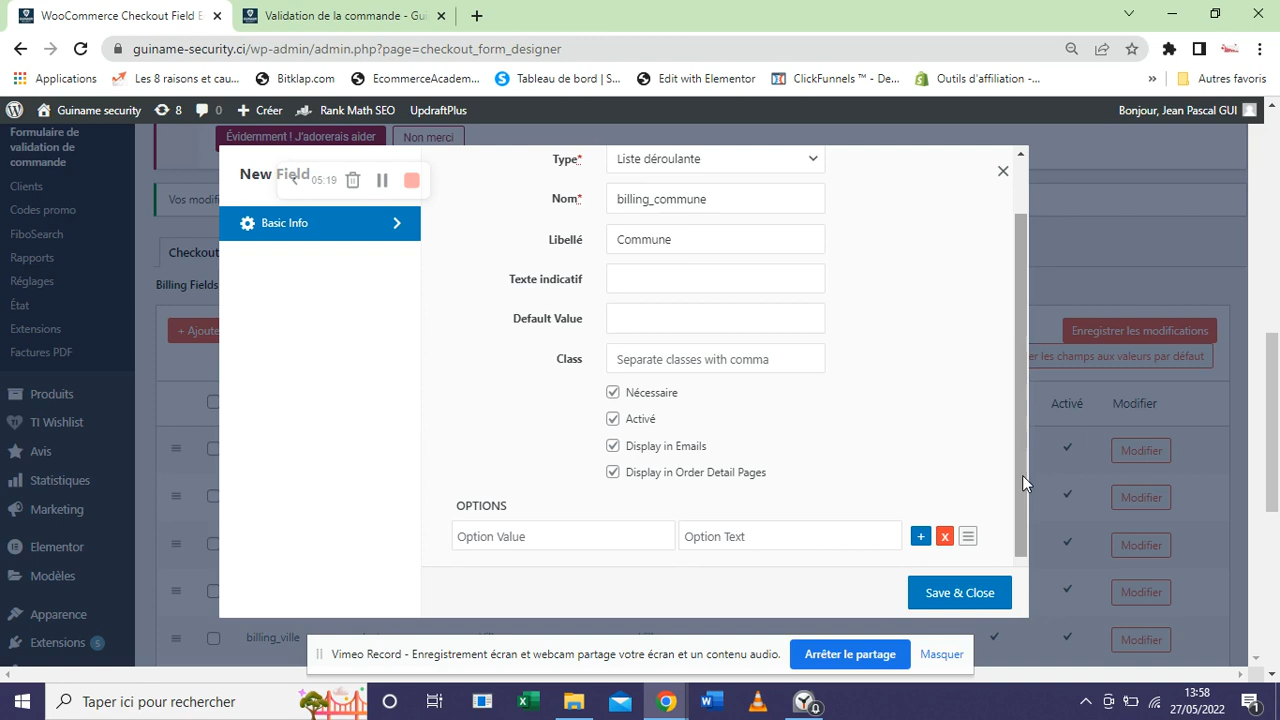 WooCommerce Checkout Field E
Validation de la commande - Gui
guiname-security.ci/wp-admin/admin.php?page=checkout_form_designer
Applications
Les 8 raisons et cau...
Bitklap.com
EcommerceAcadem...
Tableau de bord | S...
Edit with Elementor
ClickFunnels ™ - De...
Outils d'affiliation -...
»
Autres favoris
Guiname security
8
0
Créer
Rank Math SEO
UpdraftPlus
Bonjour, Jean Pascal GUI
Formulaire de
validation de
commande
Clients
Codes promo
FiboSearch
Rapports
Réglages
État
Extensions
Factures PDF
Produits
TI Wishlist
Avis
Statistiques
Marketing
Elementor
Modèles
Apparence
Extensions 5
Évidemment ! J'adorerais aider
Non merci
Vos modifi
Checkout
Billing Fields
+ Ajoute
Enregistrer les modifications
er les champs aux valeurs par défaut
Activé
Modifier
Modifier
Modifier
Modifier
Modifier
Modifier
billing_ville
New Field
05:19
Basic Info
Type*
Liste déroulante
Nom*
billing_commune
Libellé
Commune
Texte indicatif
Default Value
Class
Separate classes with comma
Nécessaire
Activé
Display in Emails
Display in Order Detail Pages
OPTIONS
Option Value
Option Text
+
x
Save & Close
Vimeo Record - Enregistrement écran et webcam partage votre écran et un contenu audio.
Arrêter le partage
Masquer
Taper ici pour rechercher
13:58
27/05/2022